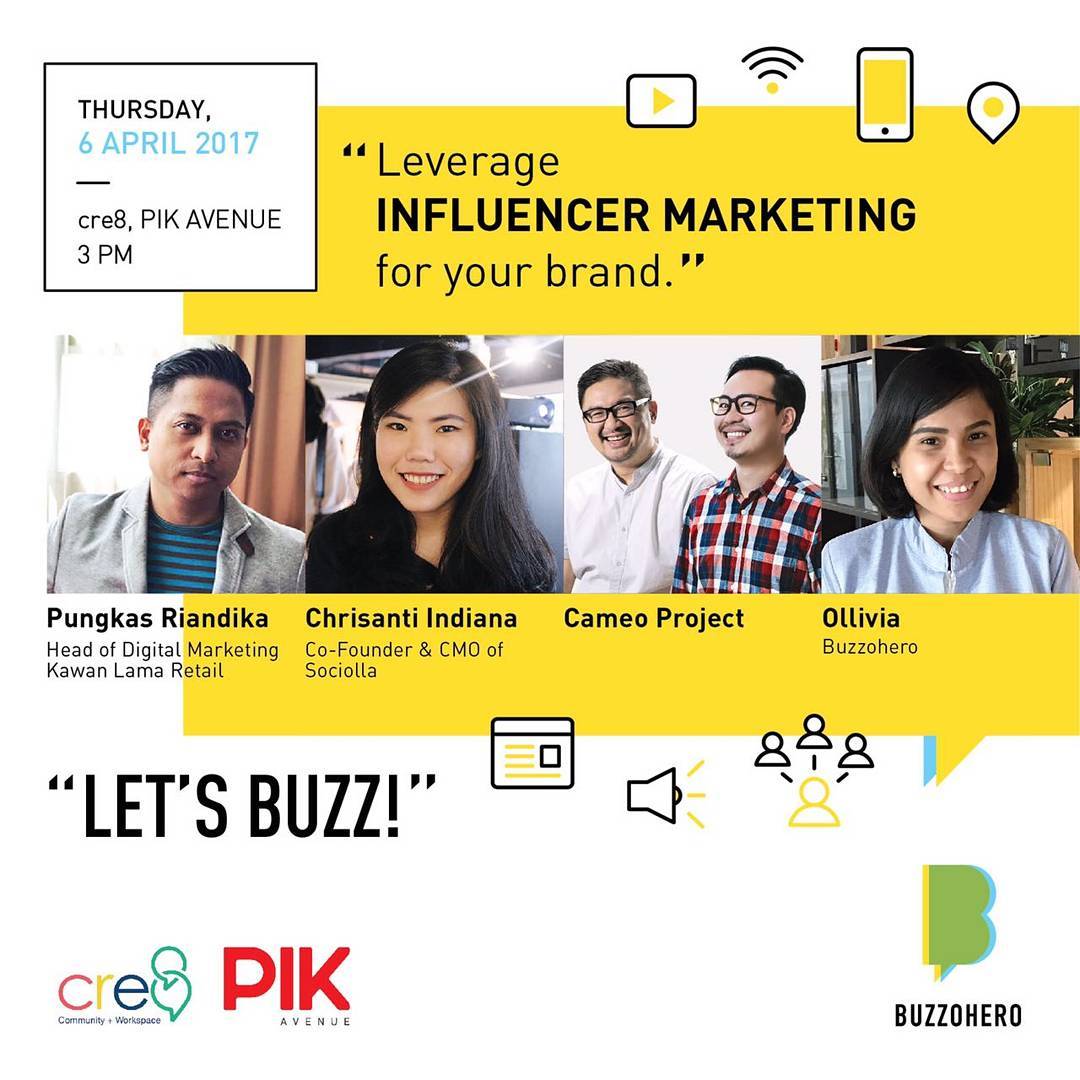 THURSDAY,
6 APRIL 2017
cre8, PIK AVENUE
3 PM
“Leverage
INFLUENCER MARKETING
for your brand.”
Pungkas Riandika
Head of Digital Marketing
Kawan Lama Retail
Chrisanti Indiana
Co-Founder & CMO of
Sociolla
Cameo Project
Ollivia
Buzzohero
“LET'S BUZZ!”
cre8
Community + Workspace
PIK
AVENUE
B
BUZZOHERO